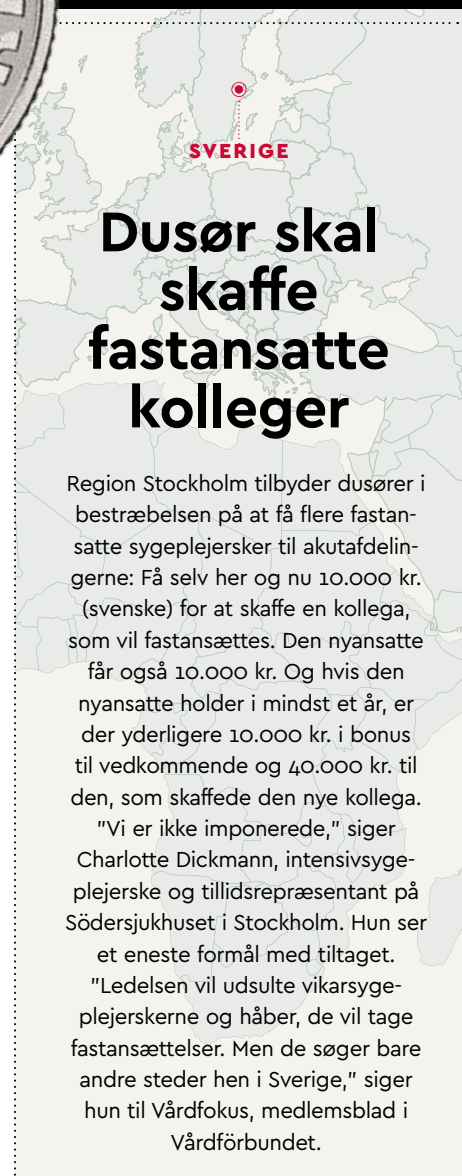 SVERIGE
Dusør skal
skaffe
fastansatte
kolleger
Region Stockholm tilbyder dusører i
bestræbelsen på at få flere fastan-
satte sygeplejersker til akutafdelin-
gerne: Få selv her og nu 10.000 kr.
(svenske) for at skaffe en kollega,
som vil fastansættes. Den nyansatte
får også 10.000 kr. Og hvis den
nyansatte holder i mindst et år, er
der yderligere 10.000 kr. i bonus
til vedkommende og 40.000 kr. til
den, som skaffede den nye kollega.
”Vi er ikke imponerede,” siger
Charlotte Dickmann, intensivsyge-
plejerske og tillidsrepræsentant på
Södersjukhuset i Stockholm. Hun ser
et eneste formål med tiltaget.
”Ledelsen vil udsulte vikarsyge-
plejerskerne og håber, de vil tage
fastansættelser. Men de søger bare
andre steder hen i Sverige,” siger
hun til Vårdfokus, medlemsblad i
Vårdförbundet.